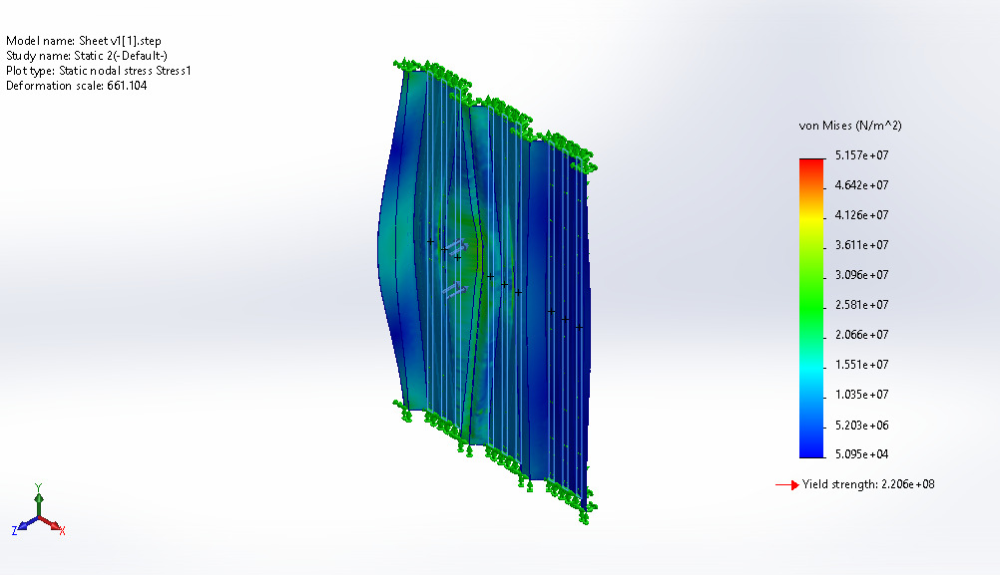 Model name: Sheet v1[1].step
Study name: Static 2(-Default-)
Plot type: Static nodal stress Stress1
Deformation scale: 661.104
von Mises (N/m^2)
5.157e+07
4.642e+07
4.126e+07
3.611e+07
3.096e+07
2.581e+07
2.066e+07
1.551e+07
1.035e+07
5.203e+06
5.095e+04
Yield strength: 2.206e+08
Y
Z
X